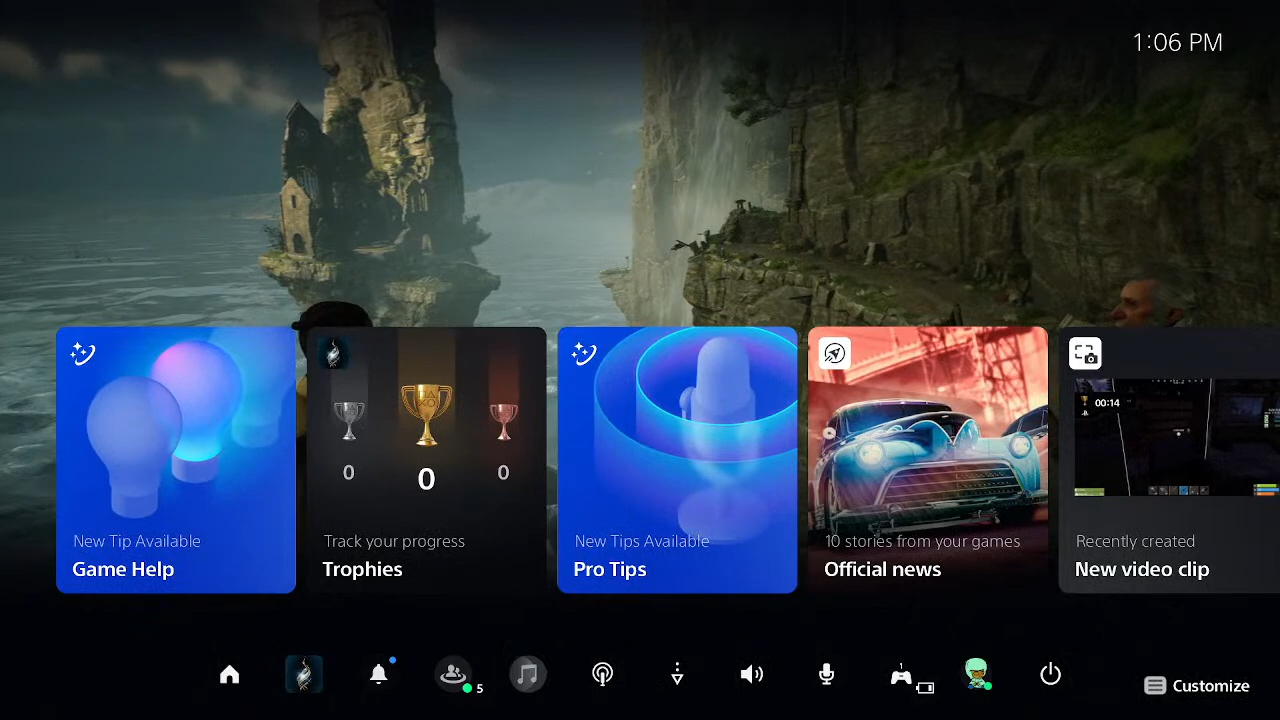 1:06 PM
New Tip Available
Game Help
0
0
0
Track your progress
Trophies
New Tips Available
Pro Tips
10 stories from your games
Official news
00:14
Recently created
New video clip
5
1
Customize